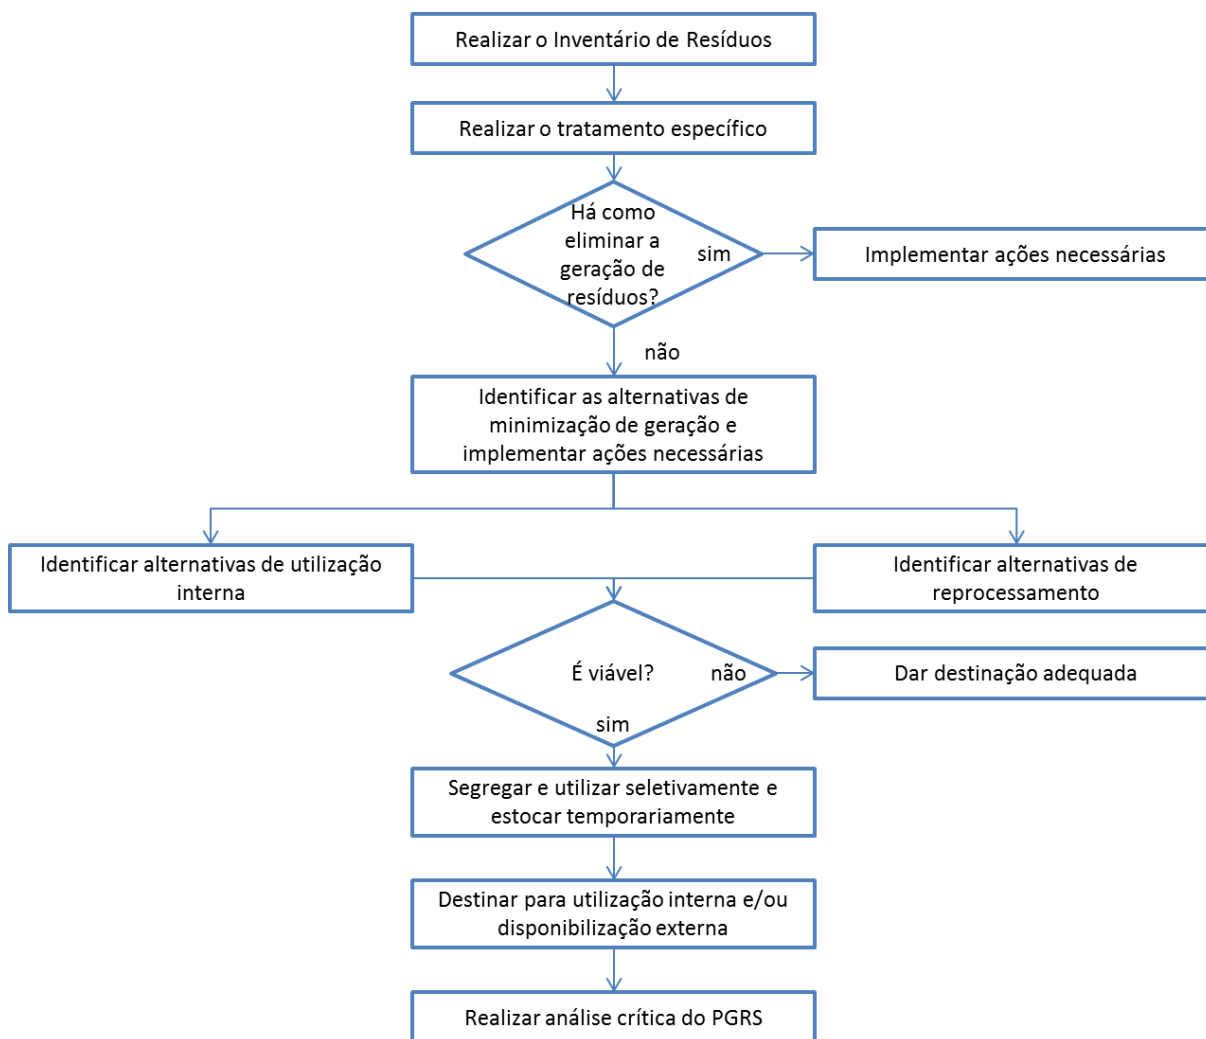 Realizar o Inventário de Resíduos
Realizar o tratamento específico
Há como
eliminar a
geração de
resíduos?
sim
Implementar ações necessárias
não
Identificar as alternativas de
minimização de geração e
implementar ações necessárias
Identificar alternativas de utilização
interna
Identificar alternativas de
reprocessamento
É viável?
não
Dar destinação adequada
sim
Segregar e utilizar seletivamente e
estocar temporariamente
Destinar para utilização interna e/ou
disponibilização externa
Realizar análise crítica do PGRS